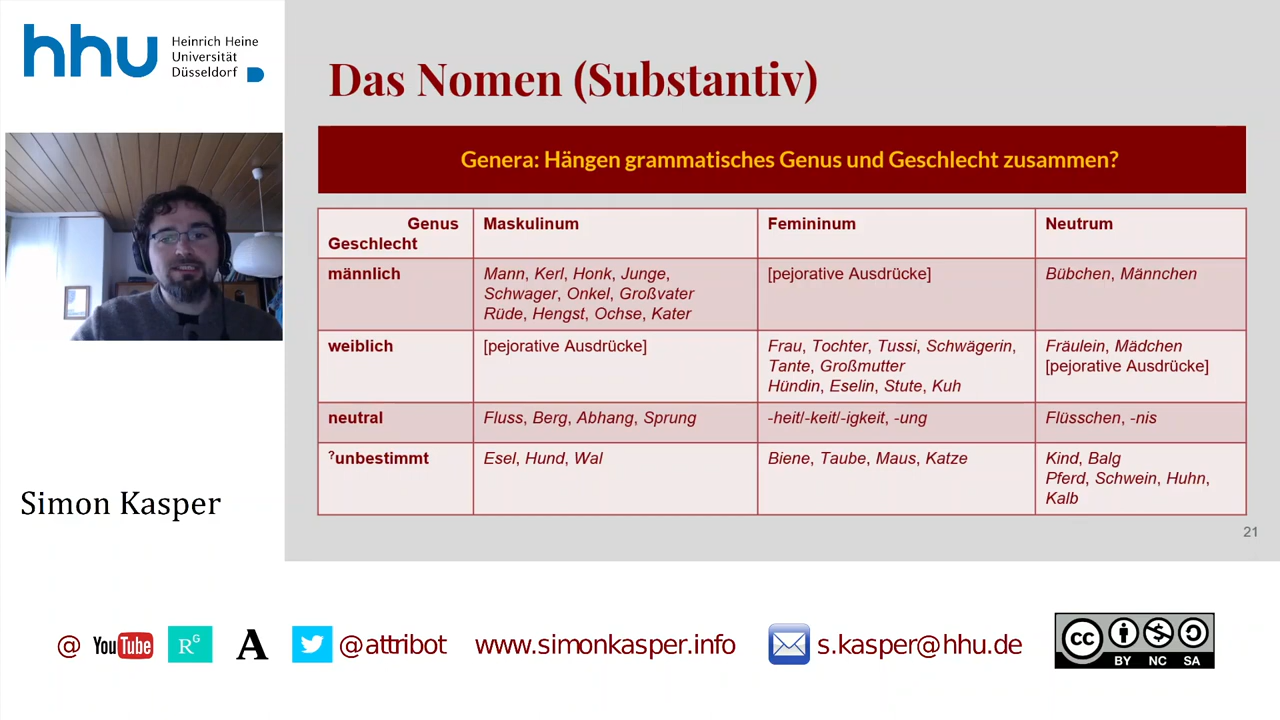 hhu
Heinrich Heine
Universität
Düsseldorf
Das Nomen (Substantiv)
Genera: Hängen grammatisches Genus und Geschlecht zusammen?
Genus
Geschlecht
Maskulinum
Femininum
Neutrum
männlich
Mann, Kerl, Honk, Junge,
Schwager, Onkel, Großvater
Rüde, Hengst, Ochse, Kater
[pejorative Ausdrücke]
Bübchen, Männchen
weiblich
[pejorative Ausdrücke]
Frau, Tochter, Tussi, Schwägerin,
Tante, Großmutter
Hündin, Eselin, Stute, Kuh
Fräulein, Mädchen
[pejorative Ausdrücke]
neutral
Fluss, Berg, Abhang, Sprung
-heit/-keit/-igkeit, -ung
Flüsschen, -nis
?unbestimmt
Esel, Hund, Wal
Biene, Taube, Maus, Katze
Kind, Balg
Pferd, Schwein, Huhn,
Kalb
21
Simon Kasper
@ YouTube RG A @attribot www.simonkasper.info s.kasper@hhu.de
cc
BY NC SA